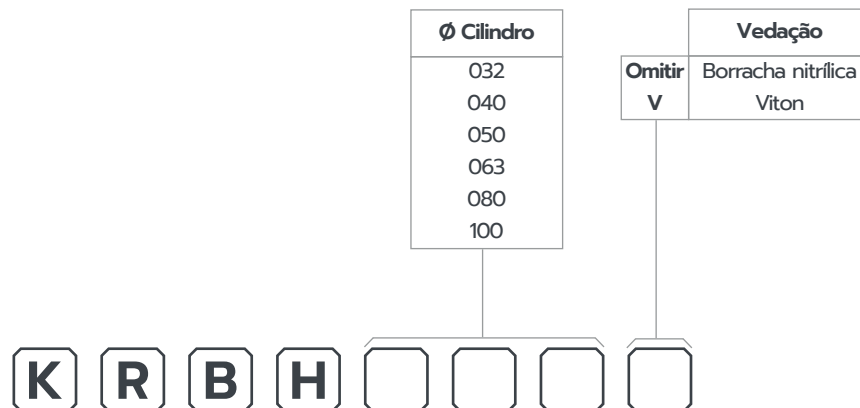 Ø Cilindro
032
040
050
063
080
100
Vedação
Omitir Borracha nitrílica
V Viton
K R B H